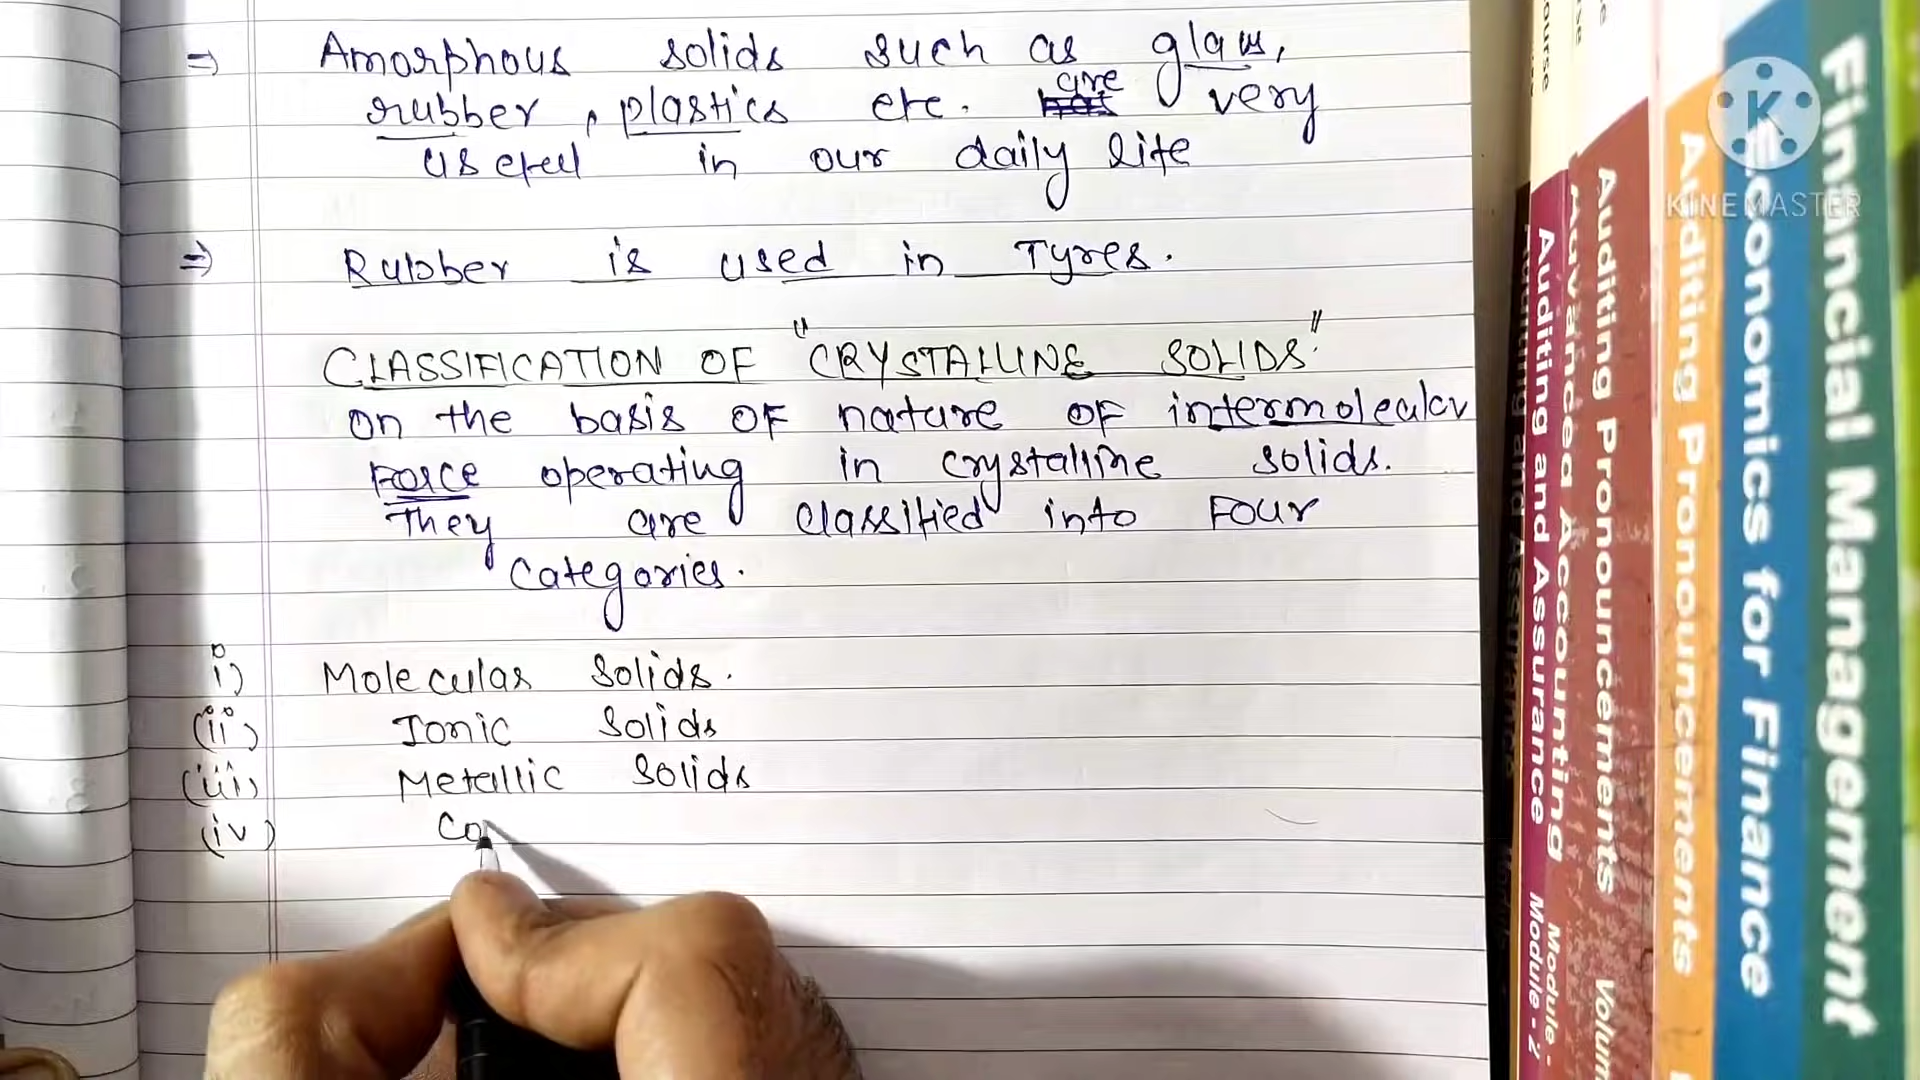 ⇒ Amorphous solids such as glass,
rubber, plastics etc. are very
useful in our daily life
⇒ Rubber is used in Tyres.
CLASSIFICATION OF "CRYSTALLINE SOLIDS"
on the basis OF nature OF intermolecular
Force operating in crystalline solids.
They are classified into Four
Categories.
i) Molecular Solids.
(ii) Ionic Solids
(iii) Metallic Solids
(iv) Co
KINEMASTER
Financial Management
Economics for Finance
Auditing Pronouncements
Auditing Pronouncements Volum
Advanced Accounting Module -
Auditing and Assurance Module - 2